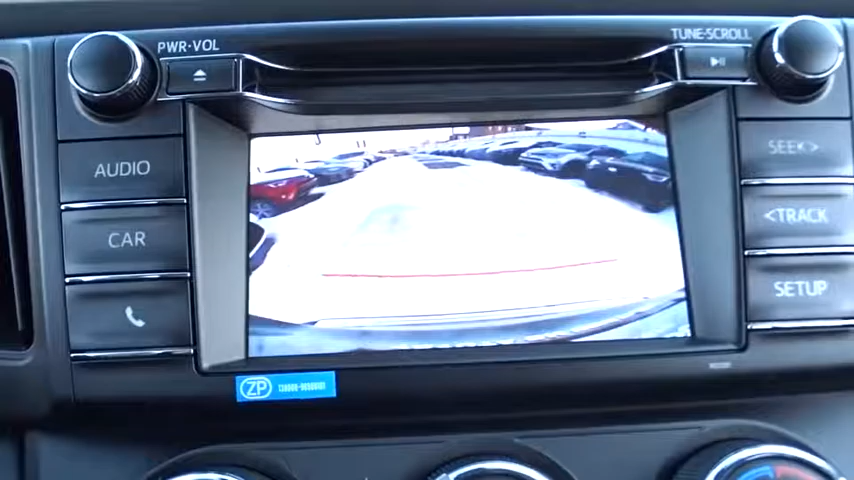 PWR·VOL
TUNE·SCROLL
AUDIO
CAR
SEEK
TRACK
SETUP
ZP